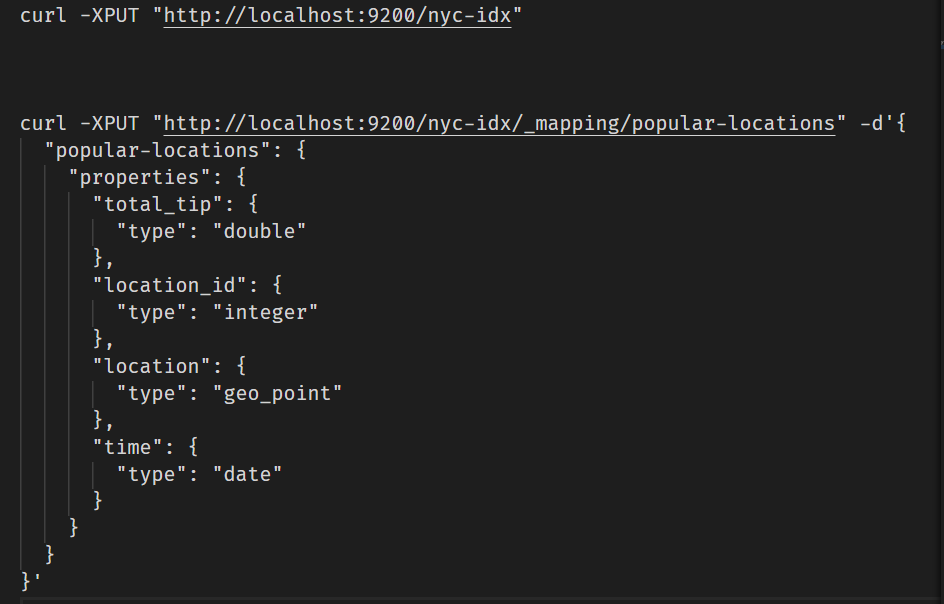 curl -XPUT "http://localhost:9200/nyc-idx"
curl -XPUT "http://localhost:9200/nyc-idx/_mapping/popular-locations" -d'{
  "popular-locations": {
    "properties": {
      "total_tip": {
        "type": "double"
      },
      "location_id": {
        "type": "integer"
      },
      "location": {
        "type": "geo_point"
      },
      "time": {
        "type": "date"
      }
    }
  }
}'